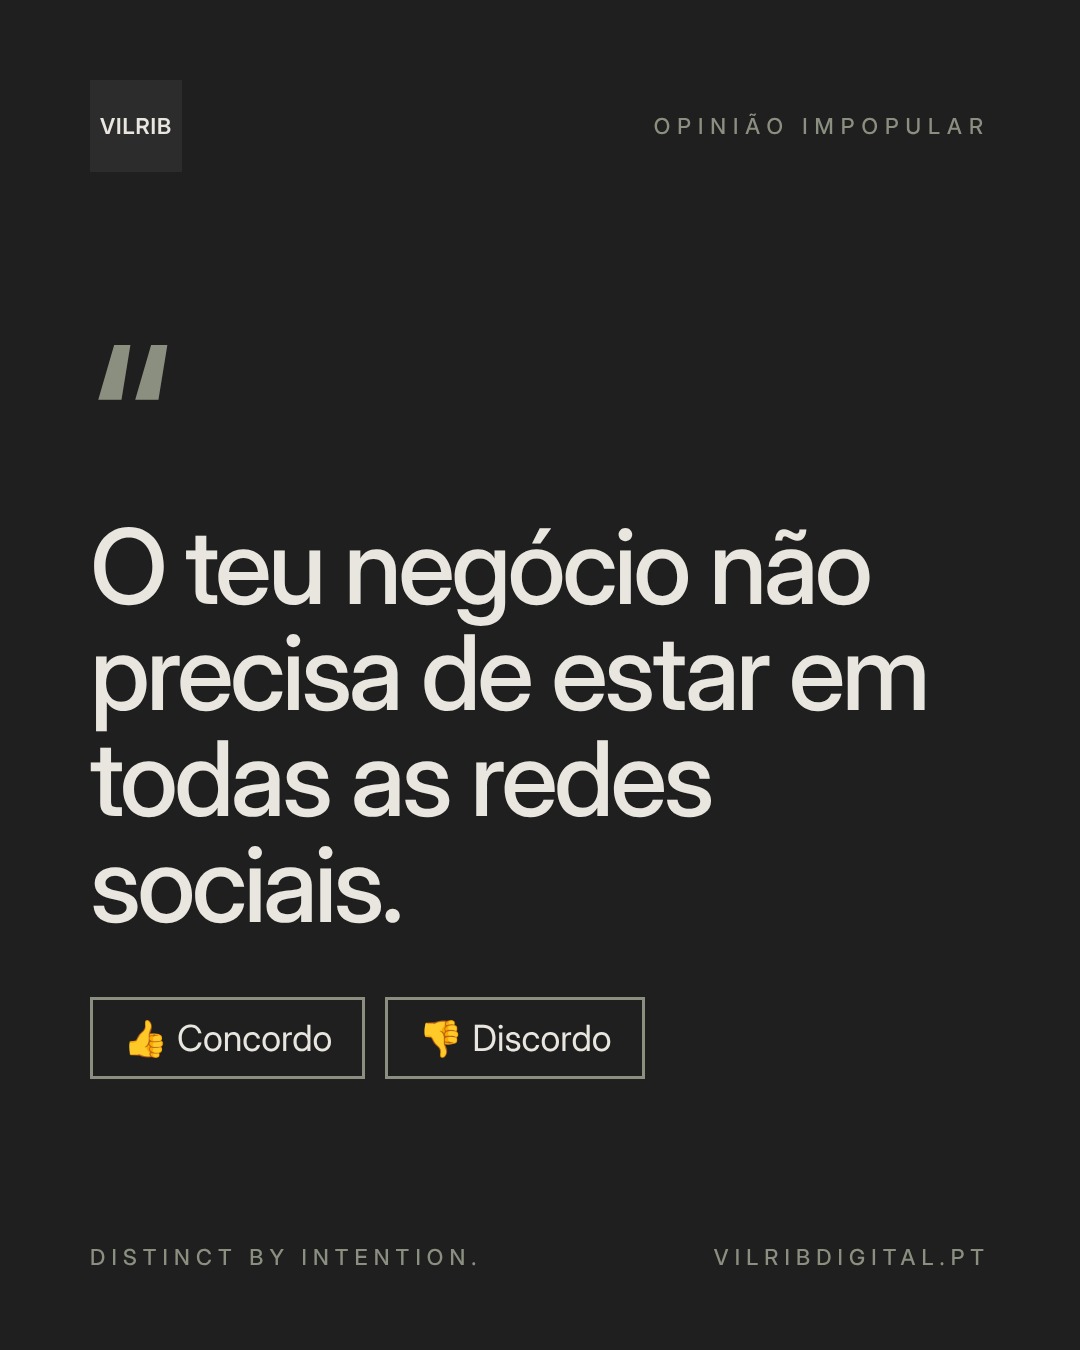 VILRIB
OPINIÃO IMPOPULAR
"
O teu negócio não
precisa de estar em
todas as redes
sociais.
👍 Concordo
👎 Discordo
DISTINCT BY INTENTION.
VILRIBDIGITAL.PT